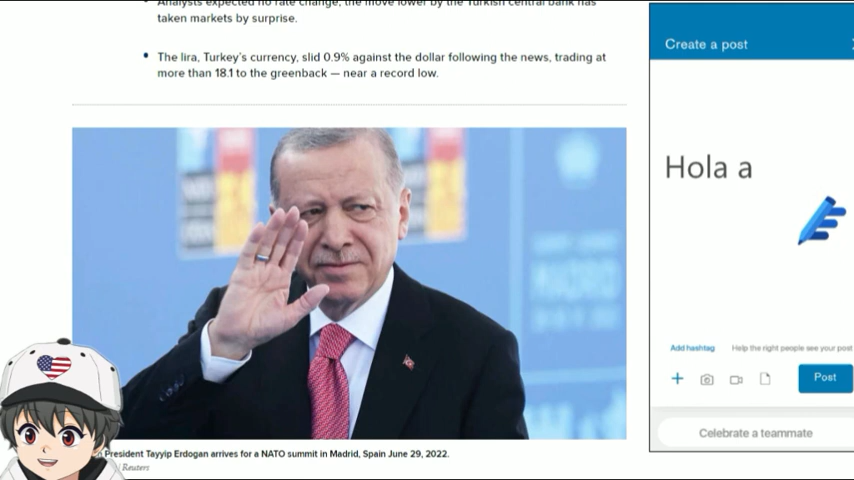 Analysts expected no rate change, the move lower by the Turkish central bank has
taken markets by surprise.
The lira, Turkey's currency, slid 0.9% against the dollar following the news, trading at
more than 18.1 to the greenback — near a record low.
President Tayyip Erdogan arrives for a NATO summit in Madrid, Spain June 29, 2022.
| Reuters
Create a post
Hola a
Add hashtag Help the right people see your post
Post
Celebrate a teammate